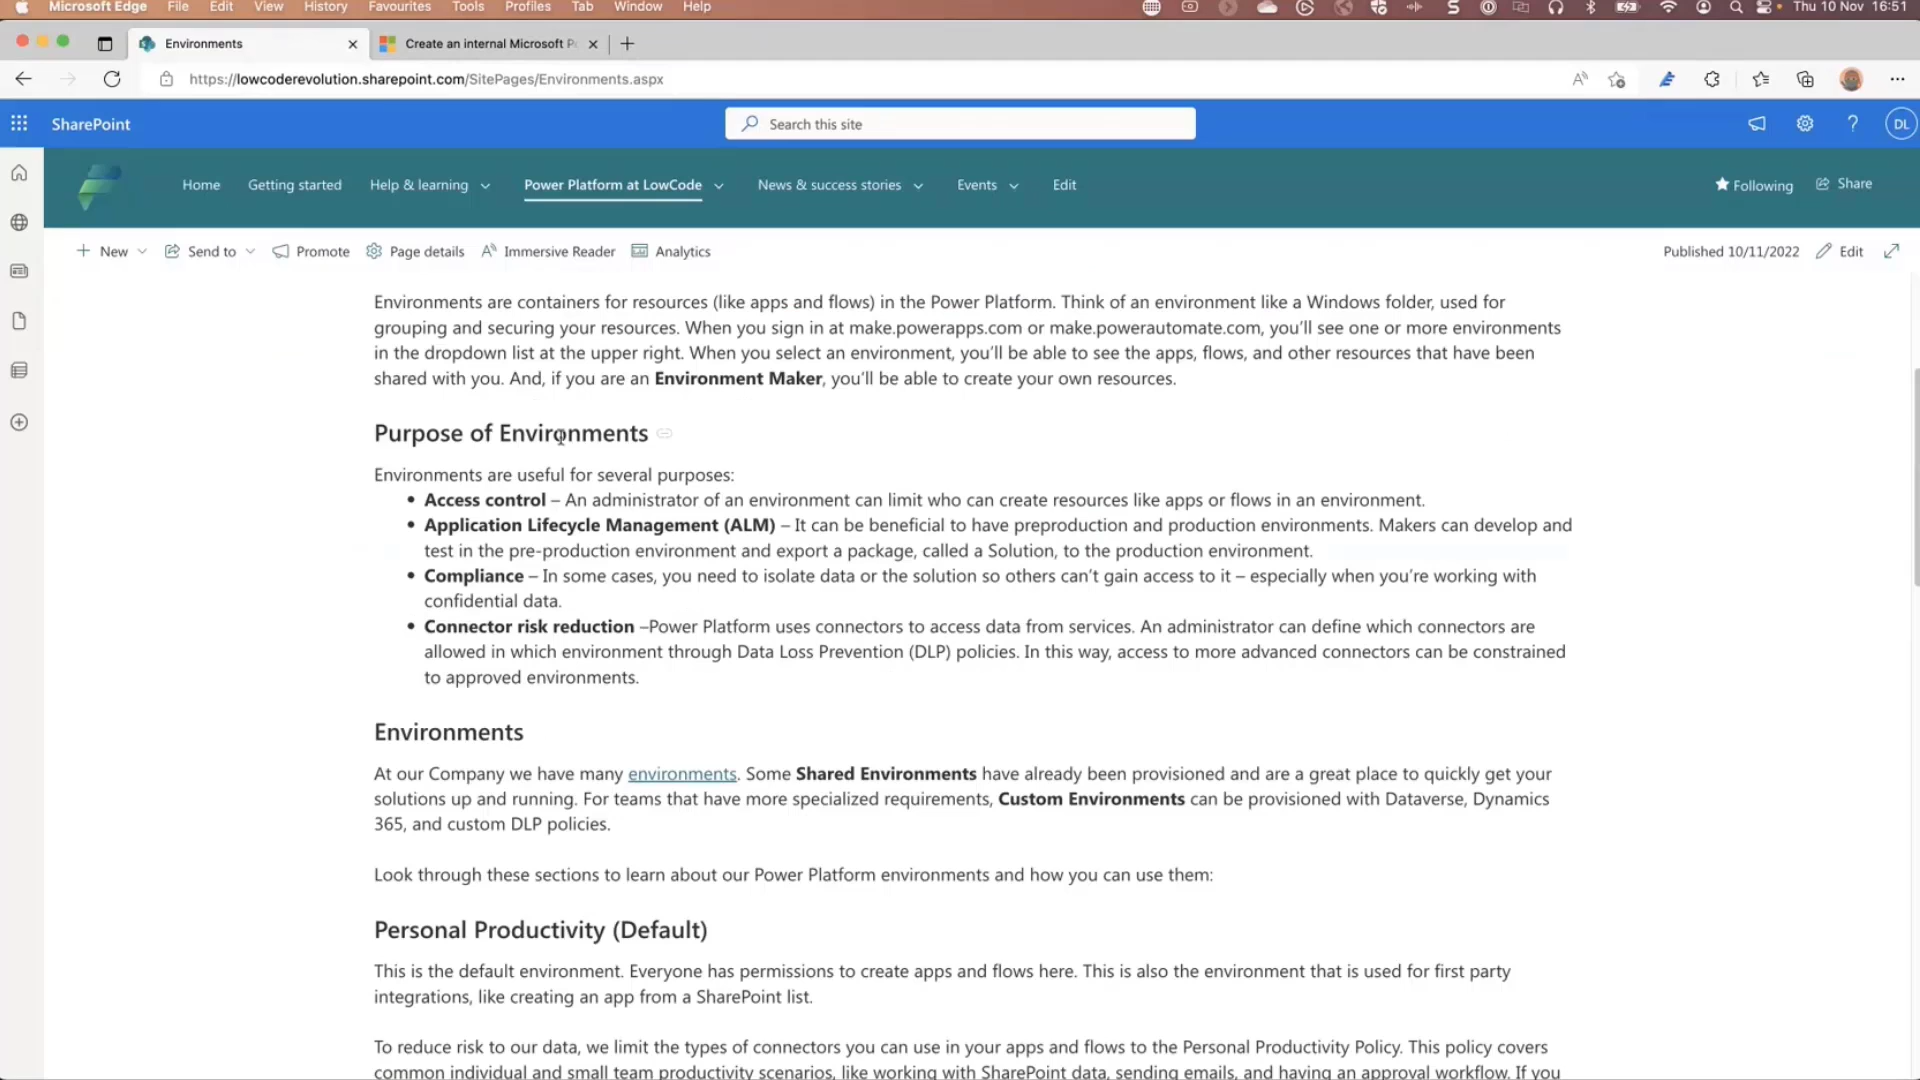 Microsoft Edge File Edit View History Favourites Tools Profiles Tab Window Help Thu 10 Nov 16:51
Environments
Create an internal Microsoft P
https://lowcoderevolution.sharepoint.com/SitePages/Environments.aspx
SharePoint
Search this site
DL
Home Getting started Help & learning Power Platform at LowCode News & success stories Events Edit
Following Share
New Send to Promote Page details Immersive Reader Analytics
Published 10/11/2022 Edit
Environments are containers for resources (like apps and flows) in the Power Platform. Think of an environment like a Windows folder, used for
grouping and securing your resources. When you sign in at make.powerapps.com or make.powerautomate.com, you’ll see one or more environments
in the dropdown list at the upper right. When you select an environment, you’ll be able to see the apps, flows, and other resources that have been
shared with you. And, if you are an Environment Maker, you’ll be able to create your own resources.
Purpose of Environments
Environments are useful for several purposes:
• Access control – An administrator of an environment can limit who can create resources like apps or flows in an environment.
• Application Lifecycle Management (ALM) – It can be beneficial to have preproduction and production environments. Makers can develop and
test in the pre-production environment and export a package, called a Solution, to the production environment.
• Compliance – In some cases, you need to isolate data or the solution so others can’t gain access to it – especially when you’re working with
confidential data.
• Connector risk reduction –Power Platform uses connectors to access data from services. An administrator can define which connectors are
allowed in which environment through Data Loss Prevention (DLP) policies. In this way, access to more advanced connectors can be constrained
to approved environments.
Environments
At our Company we have many environments. Some Shared Environments have already been provisioned and are a great place to quickly get your
solutions up and running. For teams that have more specialized requirements, Custom Environments can be provisioned with Dataverse, Dynamics
365, and custom DLP policies.
Look through these sections to learn about our Power Platform environments and how you can use them:
Personal Productivity (Default)
This is the default environment. Everyone has permissions to create apps and flows here. This is also the environment that is used for first party
integrations, like creating an app from a SharePoint list.
To reduce risk to our data, we limit the types of connectors you can use in your apps and flows to the Personal Productivity Policy. This policy covers
common individual and small team productivity scenarios, like working with SharePoint data, sending emails, and having an approval workflow. If you